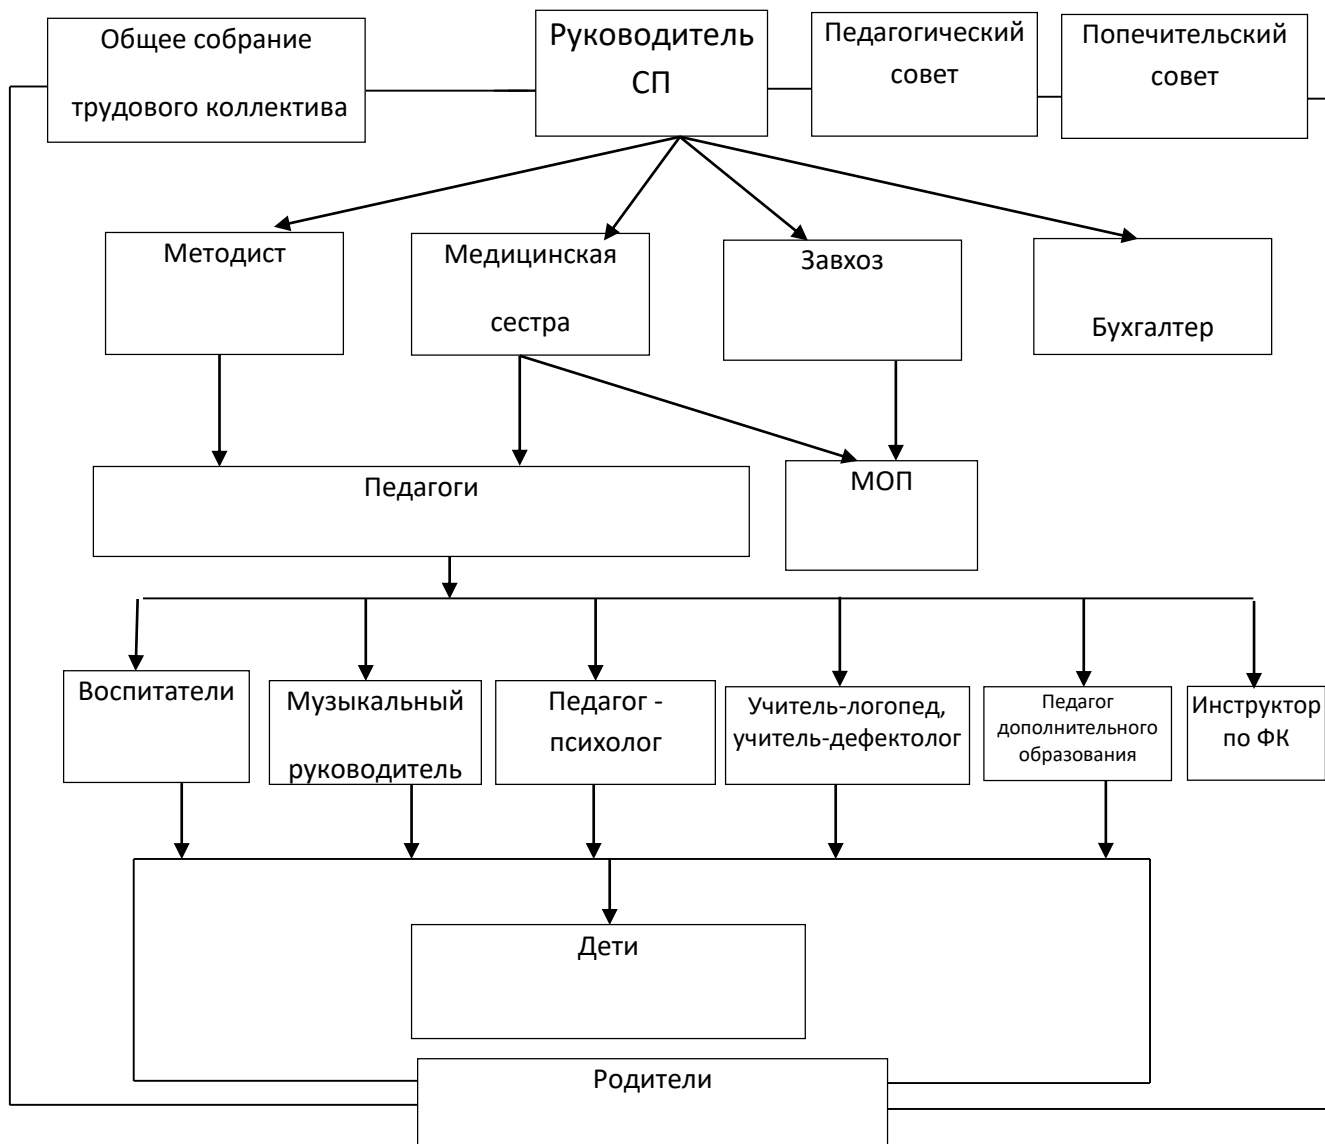 Общее собрание
трудового коллектива
Руководитель
СП
Педагогический
совет
Попечительский
совет
Методист
Медицинская
сестра
Завхоз
Бухгалтер
Педагоги
МОП
Воспитатели
Музыкальный
руководитель
Педагог -
психолог
Учитель-логопед,
учитель-дефектолог
Педагог
дополнительного
образования
Инструктор
по ФК
Дети
Родители